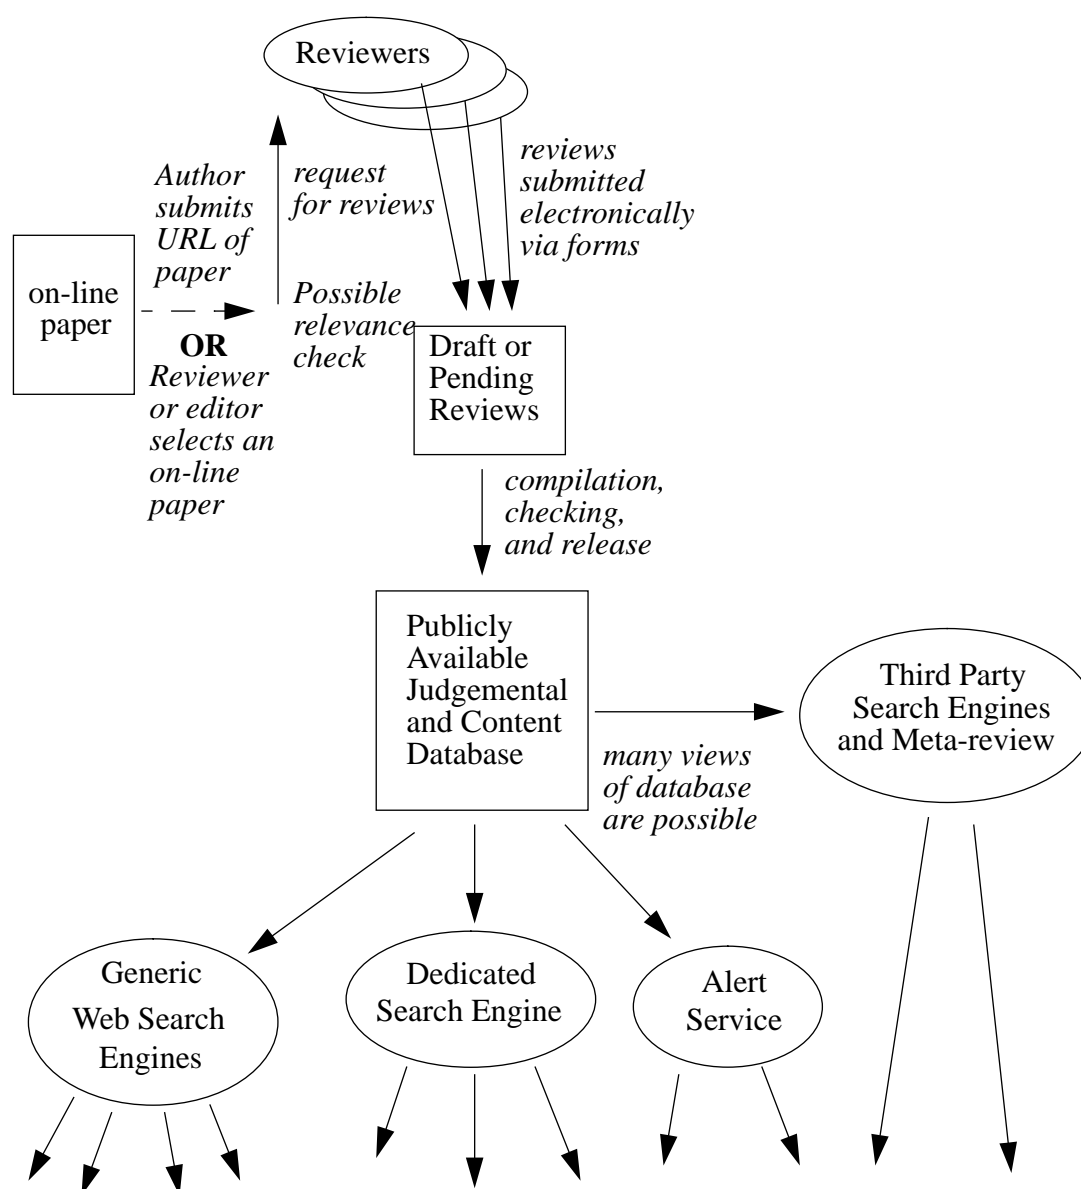 Reviewers
Author
submits
URL of
paper
request
for reviews
reviews
submitted
electronically
via forms
on-line
paper
OR
Reviewer
or editor
selects an
on-line
paper
Possible
relevance
check
Draft or
Pending
Reviews
compilation,
checking,
and release
Publicly
Available
Judgemental
and Content
Database
many views
of database
are possible
Third Party
Search Engines
and Meta-review
Generic
Web Search
Engines
Dedicated
Search Engine
Alert
Service